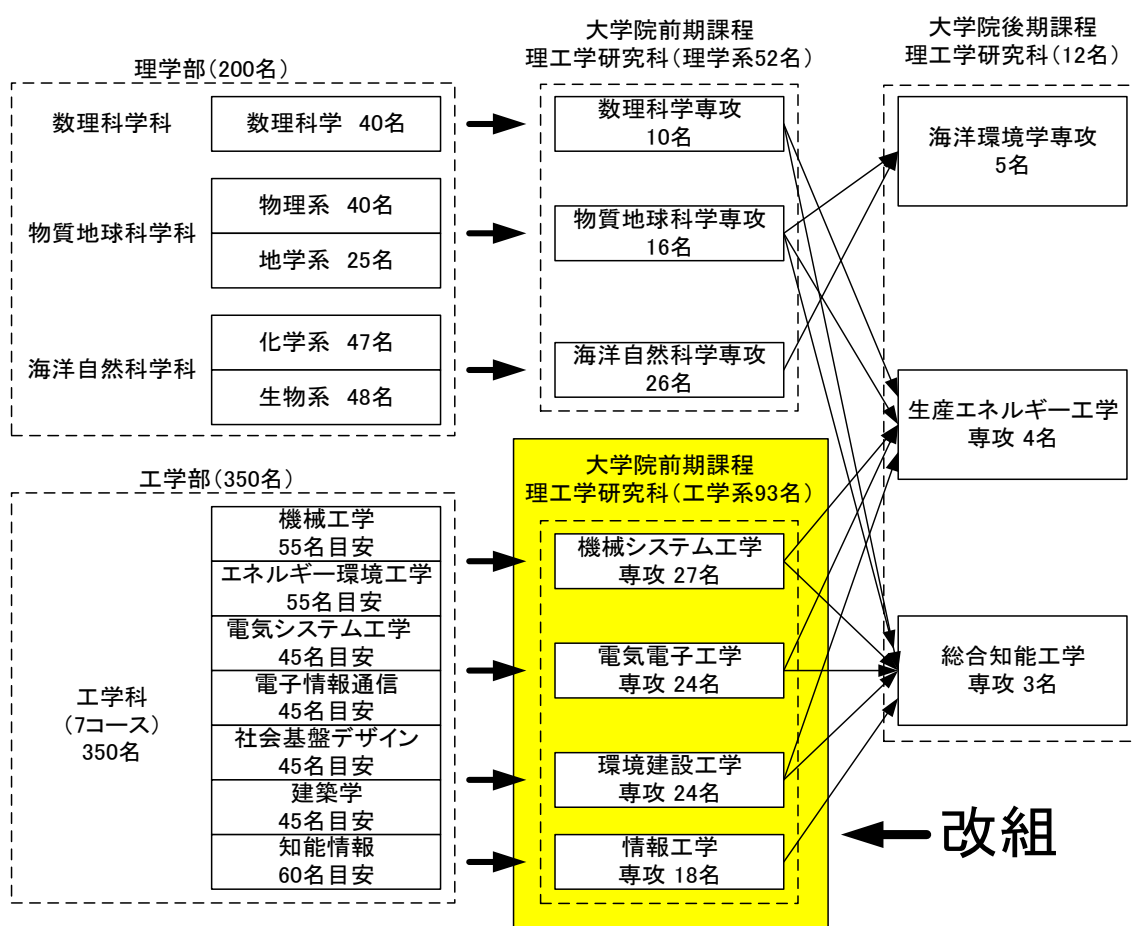 理学部(200名)
数理科学科
数理科学 40名
物質地球科学科
物理系 40名
地学系 25名
海洋自然科学科
化学系 47名
生物系 48名
大学院前期課程
理工学研究科(理学系52名)
数理科学専攻
10名
物質地球科学専攻
16名
海洋自然科学専攻
26名
大学院後期課程
理工学研究科(12名)
海洋環境学専攻
5名
生産エネルギー工学
専攻 4名
総合知能工学
専攻 3名
工学部(350名)
工学科
(7コース)
350名
機械工学
55名目安
エネルギー環境工学
55名目安
電気システム工学
45名目安
電子情報通信
45名目安
社会基盤デザイン
45名目安
建築学
45名目安
知能情報
60名目安
大学院前期課程
理工学研究科(工学系93名)
機械システム工学
専攻 27名
電気電子工学
専攻 24名
環境建設工学
専攻 24名
情報工学
専攻 18名
改組